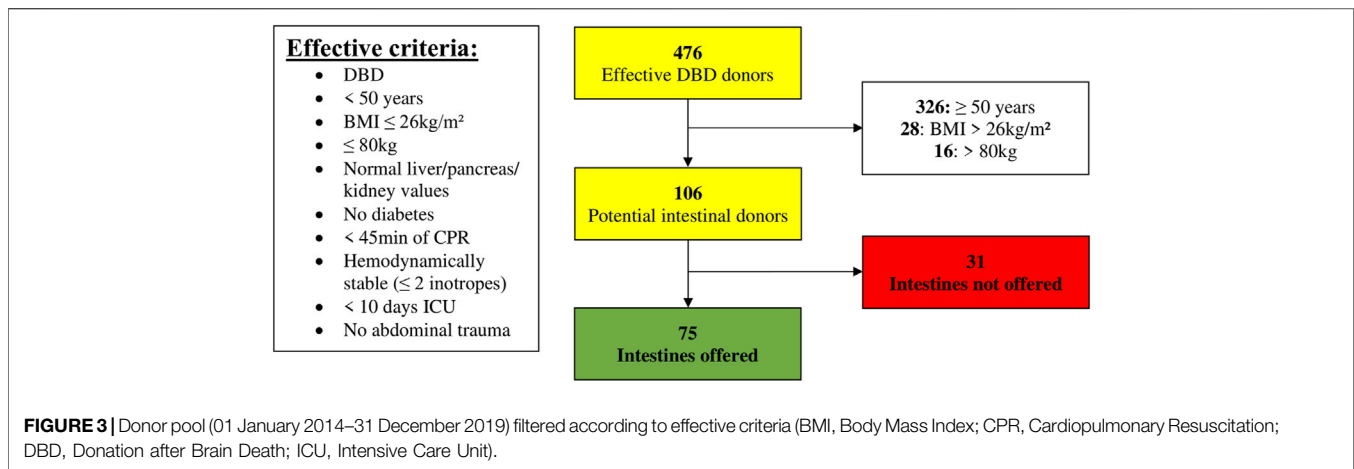 Effective criteria:
• DBD
• < 50 years
• BMI ≤ 26kg/m²
• ≤ 80kg
• Normal liver/pancreas/
kidney values
• No diabetes
• < 45min of CPR
• Hemodynamically
stable (≤ 2 inotropes)
• < 10 days ICU
• No abdominal trauma
476
Effective DBD donors
326: ≥ 50 years
28: BMI > 26kg/m²
16: > 80kg
106
Potential intestinal donors
31
Intestines not offered
75
Intestines offered
FIGURE 3 | Donor pool (01 January 2014–31 December 2019) filtered according to effective criteria (BMI, Body Mass Index; CPR, Cardiopulmonary Resuscitation;
DBD, Donation after Brain Death; ICU, Intensive Care Unit).